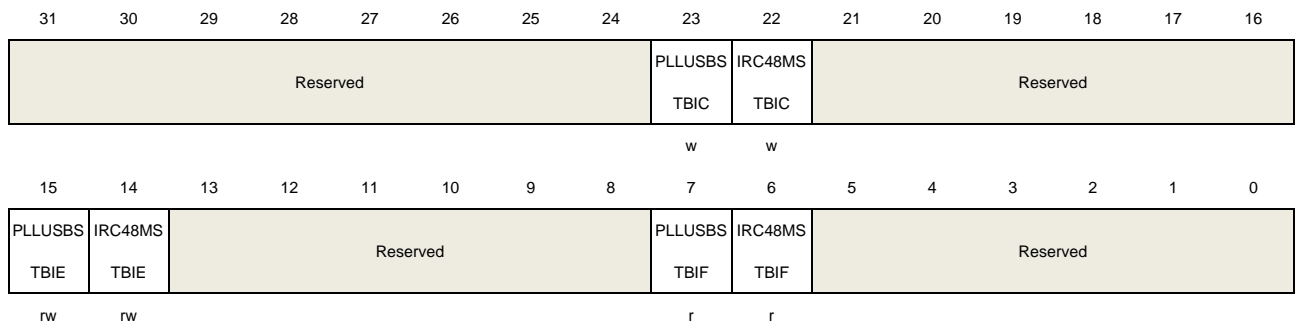 31 30 29 28 27 26 25 24 23 22 21 20 19 18 17 16
Reserved PLLUSBS IRC48MS Reserved
TBIC TBIC
w w
15 14 13 12 11 10 9 8 7 6 5 4 3 2 1 0
PLLUSBS IRC48MS Reserved PLLUSBS IRC48MS Reserved
TBIE TBIE TBIF TBIF
rw rw r r